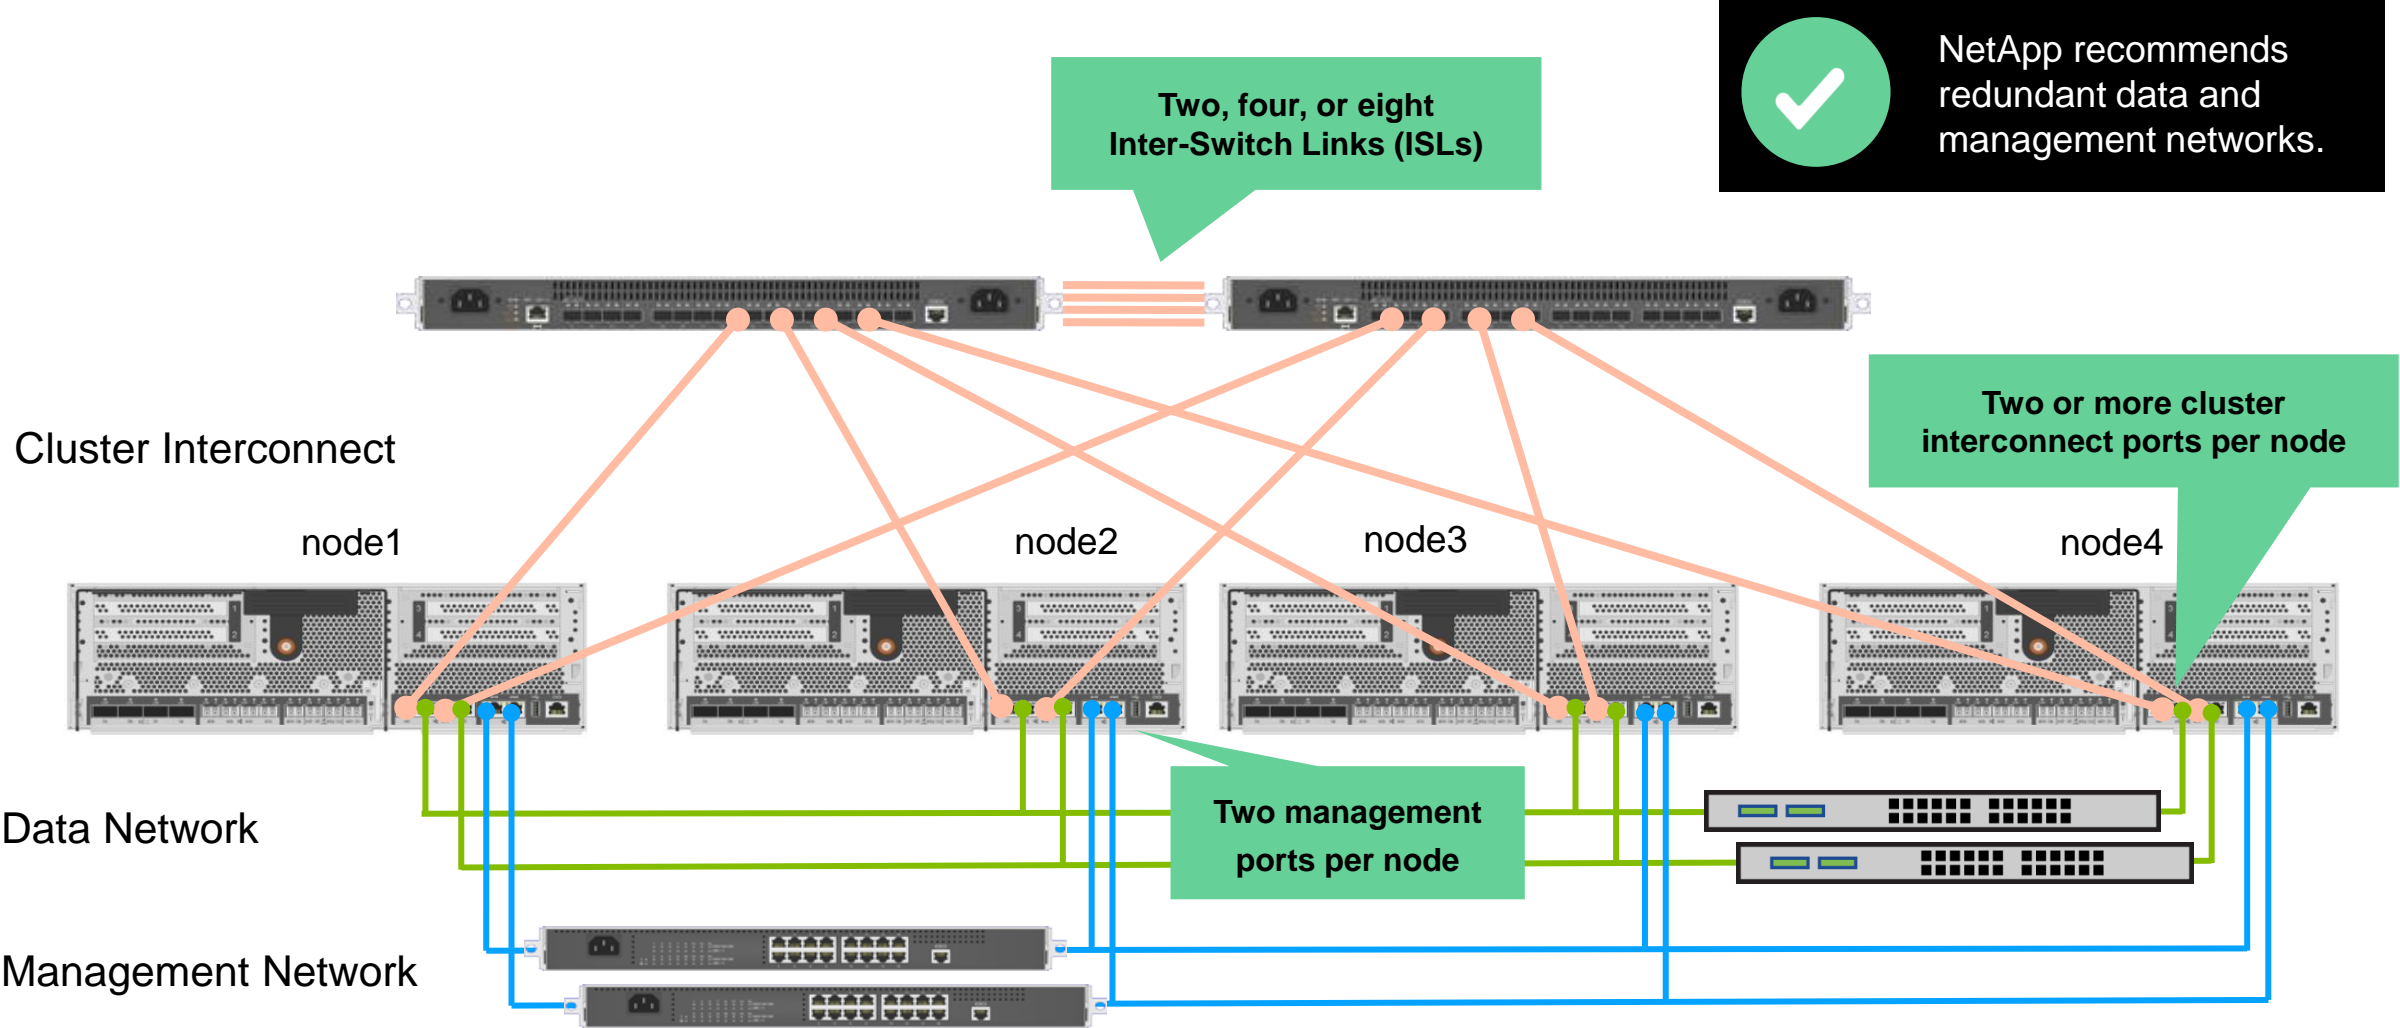 NetApp recommends
redundant data and
management networks.
Two, four, or eight
Inter-Switch Links (ISLs)
Two or more cluster
interconnect ports per node
Cluster Interconnect
node1
node2
node3
node4
Two management
ports per node
Data Network
Management Network